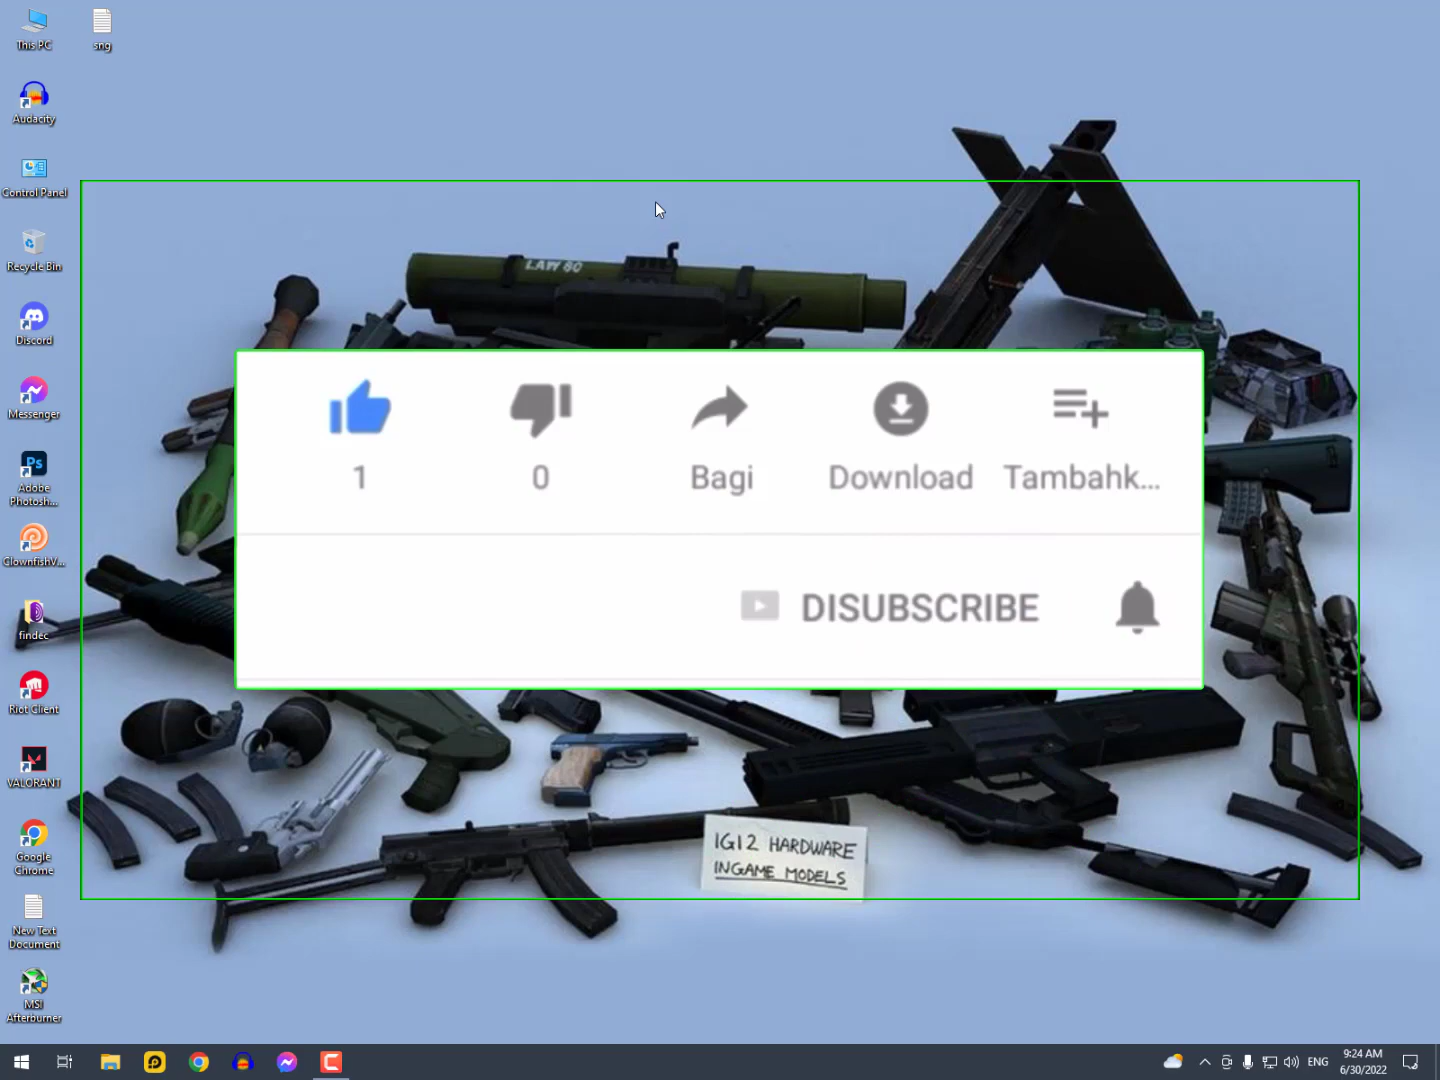 This PC
sng
Audacity
Control Panel
Recycle Bin
Discord
Messenger
Ps
Adobe
Photosh...
ClownfishV...
findec
Riot Client
VALORANT
Google
Chrome
New Text
Document
MSI
Afterburner
LAW 80
1
0
Bagi
Download
Tambahk...
DISUBSCRIBE
IGI2 HARDWARE
INGAME MODELS
ENG
9:24 AM
6/30/2022